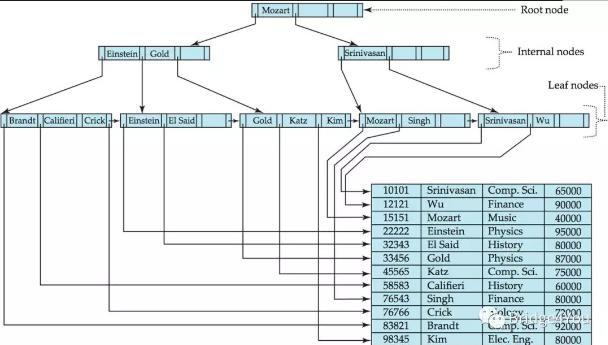 Mozart
Root node
Einstein Gold
Srinivasan
Internal nodes
Leaf nodes
Brandt Califieri Crick
Einstein El Said
Gold Katz Kim
Mozart Singh
Srinivasan Wu
10101 Srinivasan Comp. Sci. 65000
12121 Wu Finance 90000
15151 Mozart Music 40000
22222 Einstein Physics 95000
32343 El Said History 80000
33456 Gold Physics 87000
45565 Katz Comp. Sci. 75000
58583 Califieri History 60000
76543 Singh Finance 80000
76766 Crick 72000
83821 Brandt Comp. Sci. 92000
98345 Kim Elec. Eng. 80000